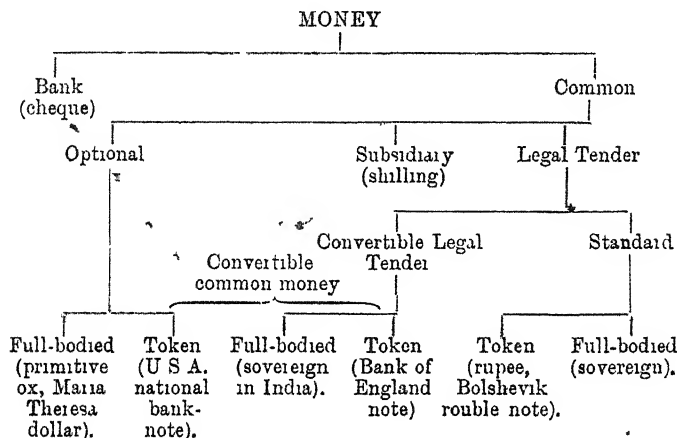 MONEY
Bank
(cheque)
Common
Optional
Subsidiary
(shilling)
Legal Tender
Convertible Legal
Tender
Standard
Convertible
common money
Full-bodied
(primitive
ox, Maria
Theresa
dollar).
Token
(U S A.
national
bank-
note).
Full-bodied
(sovereign
in India).
Token
(Bank of
England
note)
Token
(rupee,
Bolshevik
rouble note).
Full-bodied
(sovereign).